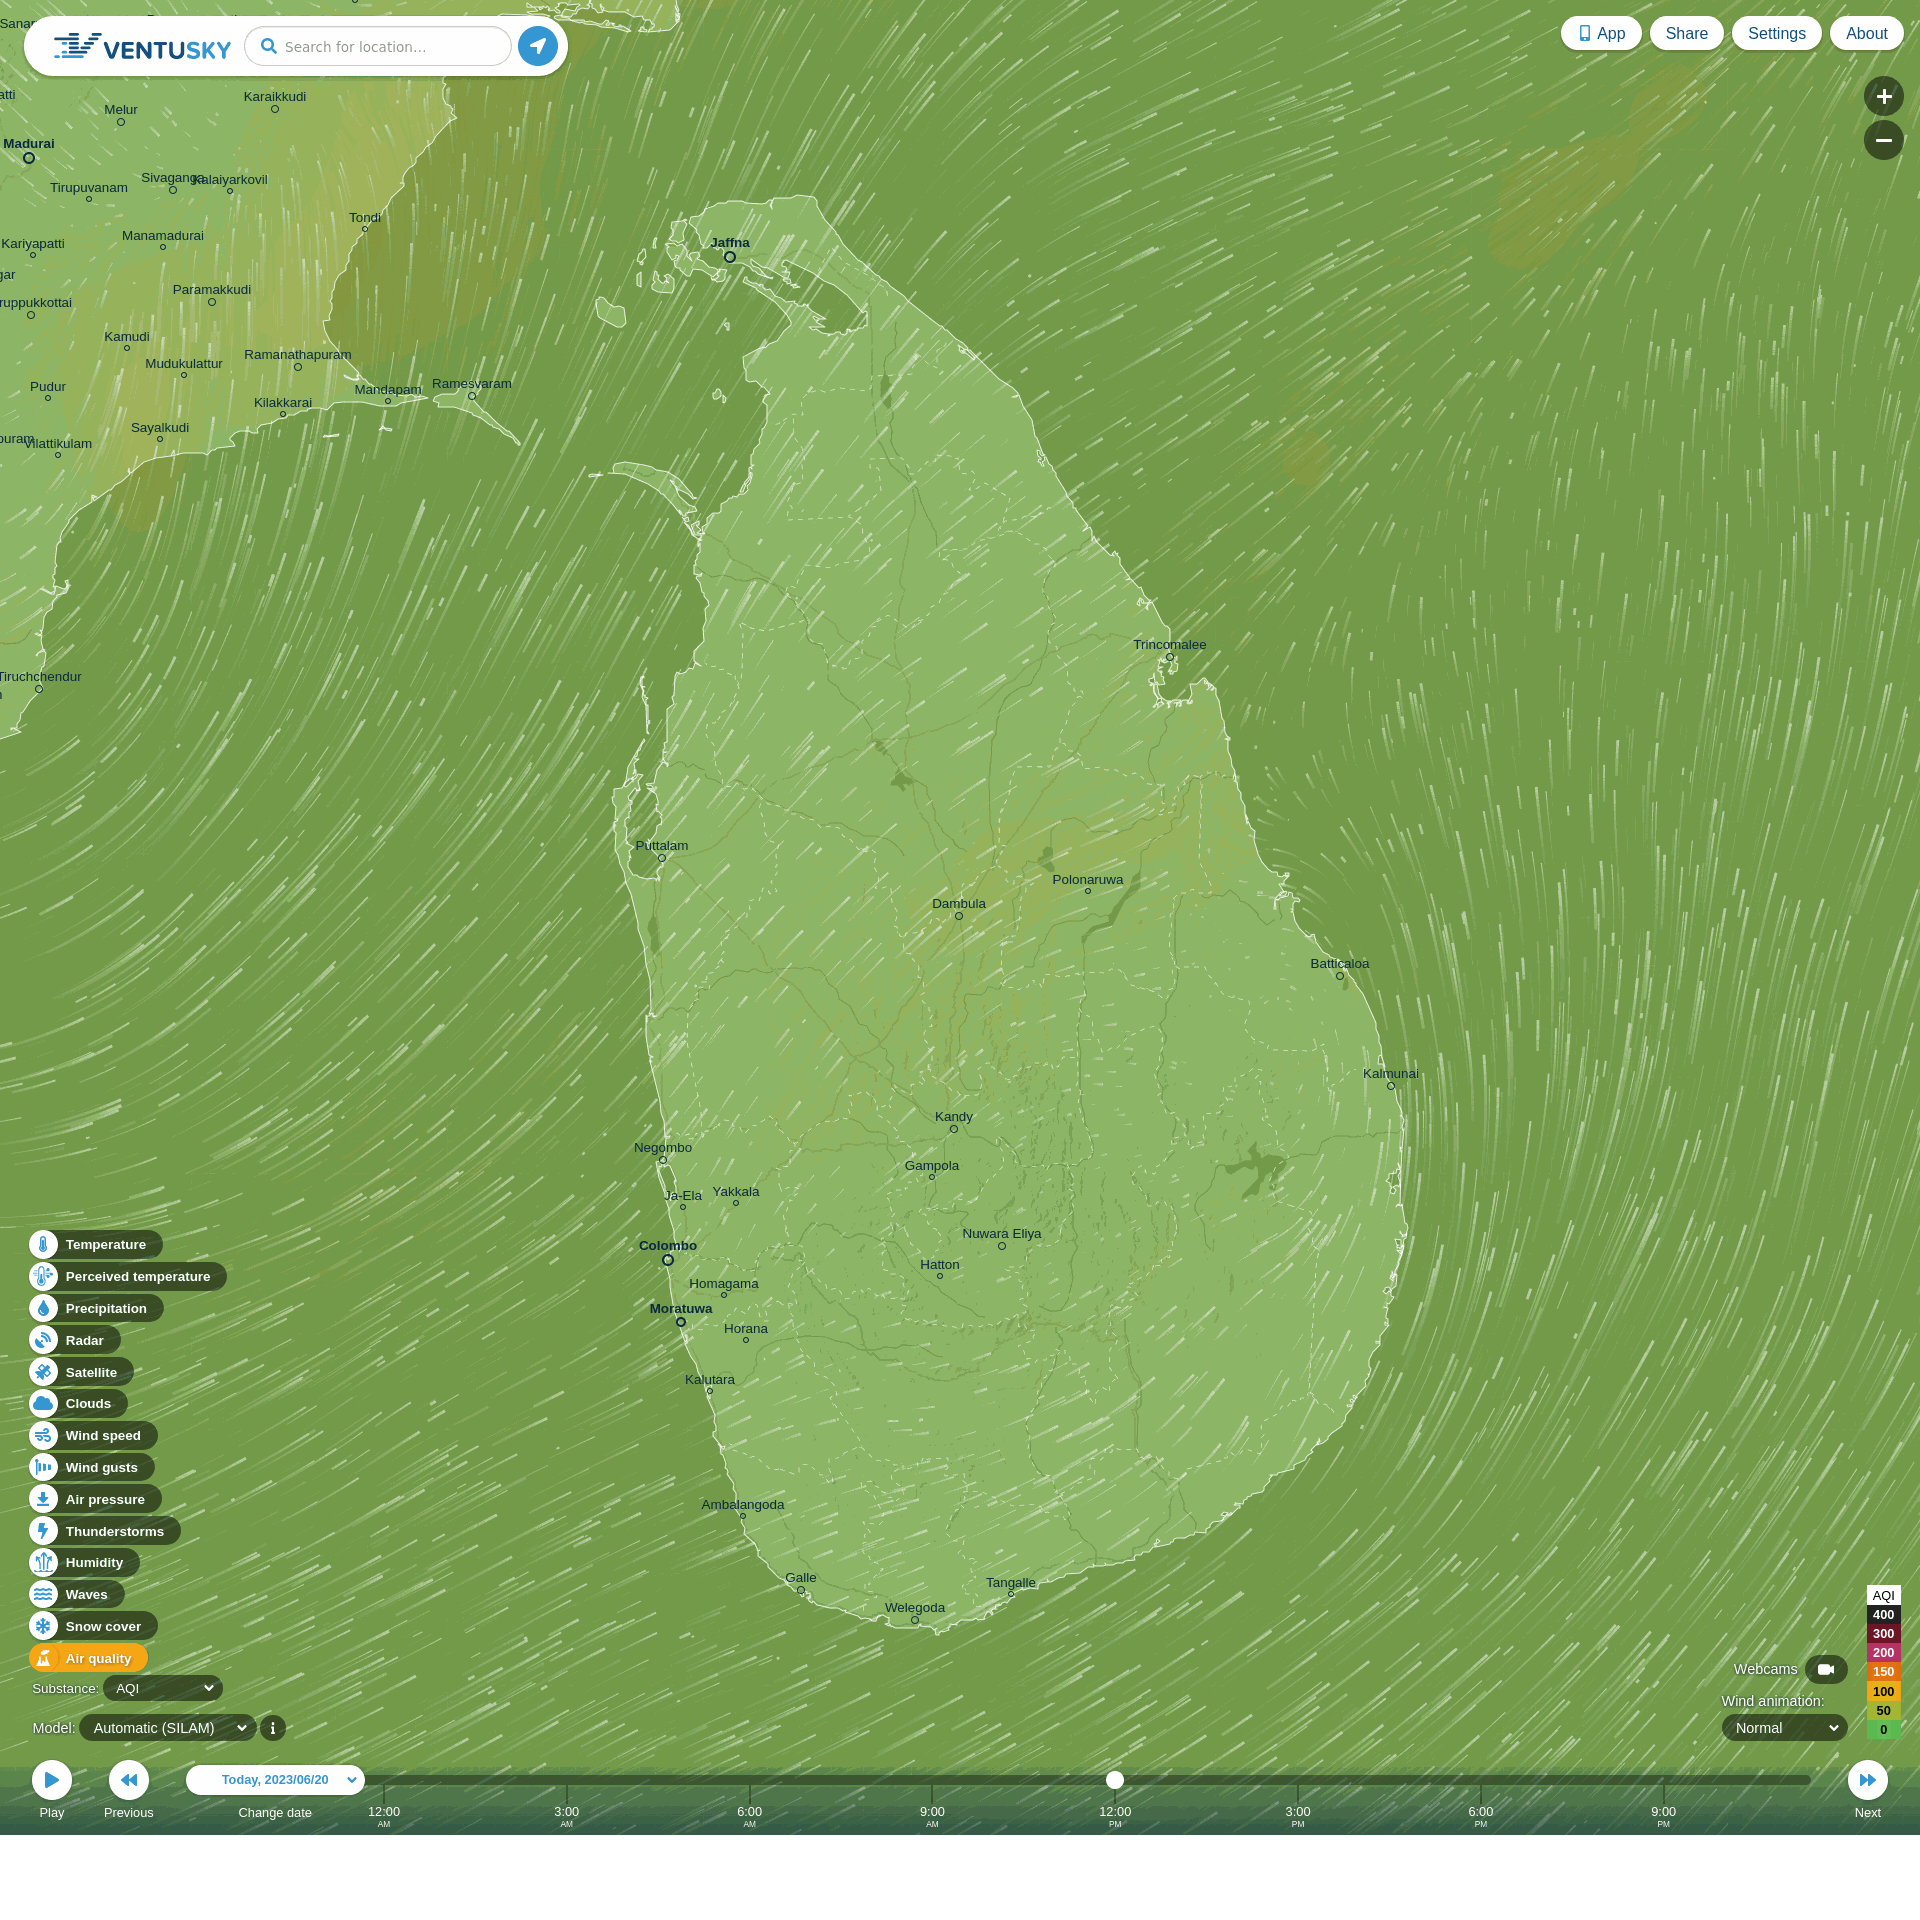 VENTUSKY
Search for location...
App
Share
Settings
About
Karaikkudi
Melur
Madurai
Sivaganga
Kalaiyarkovil
Tirupuvanam
Tondi
Manamadurai
Kariyapatti
Jaffna
Paramakkudi
ruppukkottai
Kamudi
Mudukulattur
Ramanathapuram
Pudur
Mandapam
Ramesvaram
Kilakkarai
Sayalkudi
Vilattikulam
Trincomalee
Tiruchchendur
Puttalam
Polonaruwa
Dambula
Batticaloa
Kalmunai
Kandy
Negombo
Gampola
Ja-Ela
Yakkala
Nuwara Eliya
Colombo
Hatton
Homagama
Moratuwa
Horana
Kalutara
Ambalangoda
Galle
Tangalle
Welegoda
Temperature
Perceived temperature
Precipitation
Radar
Satellite
Clouds
Wind speed
Wind gusts
Air pressure
Thunderstorms
Humidity
Waves
Snow cover
Air quality
Substance: AQI
Model: Automatic (SILAM)
Webcams
Wind animation:
Normal
AQI
400
300
200
150
100
50
0
Play
Previous
Today, 2023/06/20
Change date
12:00 AM
3:00 AM
6:00 AM
9:00 AM
12:00 PM
3:00 PM
6:00 PM
9:00 PM
Next